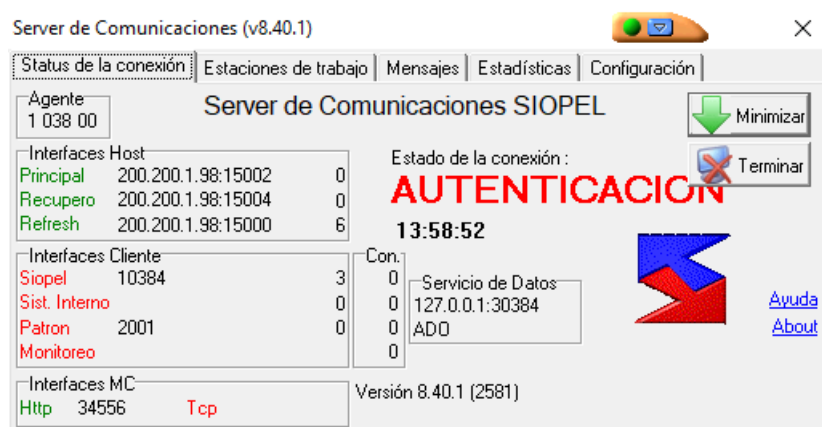 Server de Comunicaciones (v8.40.1)
Status de la conexión Estaciones de trabajo Mensajes Estadísticas Configuración
Agente
1 038 00
Server de Comunicaciones SIOPEL
Minimizar
Terminar
Interfaces Host
Principal 200.200.1.98:15002 0
Recupero 200.200.1.98:15004 0
Refresh 200.200.1.98:15000 6
Estado de la conexión :
AUTENTICACION
13:58:52
Interfaces Cliente
Con.
Siopel 10384 3 0
Sist. Interno 0 0
Patron 2001 0 0
Monitoreo 0
Servicio de Datos
127.0.0.1:30384
ADO
Ayuda
About
Interfaces MC
Http 34556 Tcp
Versión 8.40.1 (2581)